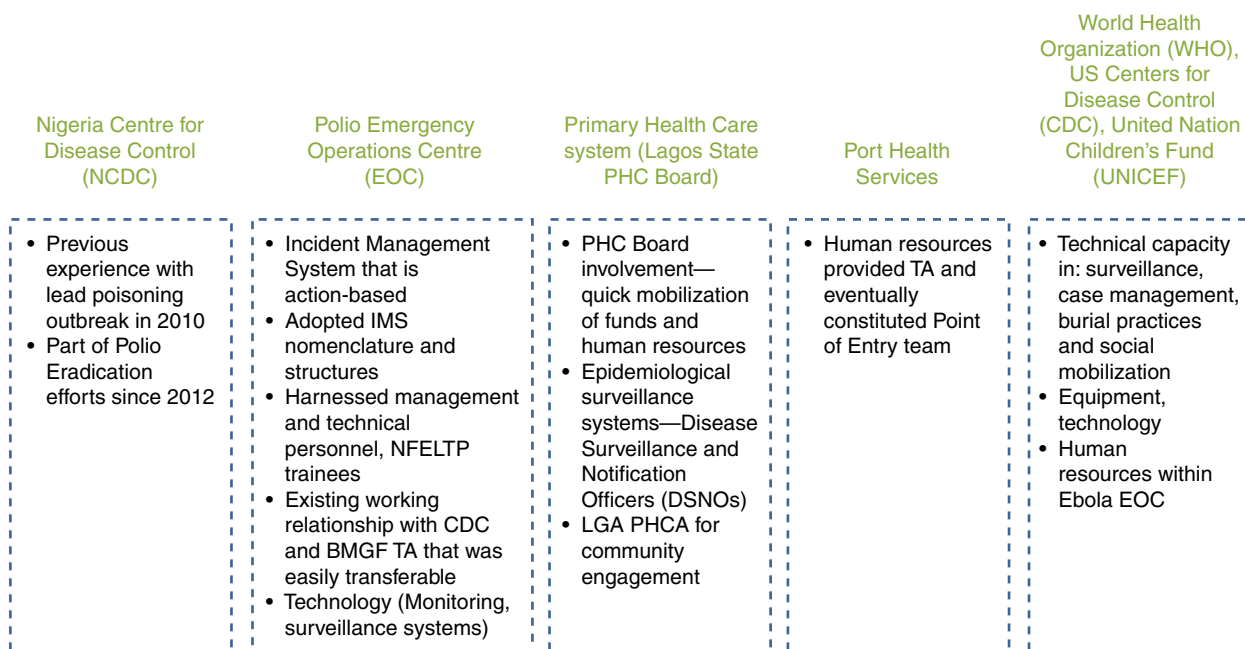 Nigeria Centre for
Disease Control
(NCDC)
• Previous
experience with
lead poisoning
outbreak in 2010
• Part of Polio
Eradication
efforts since 2012
Polio Emergency
Operations Centre
(EOC)
• Incident Management
System that is
action-based
• Adopted IMS
nomenclature and
structures
• Harnessed management
and technical
personnel, NFELTP
trainees
• Existing working
relationship with CDC
and BMGF TA that was
easily transferable
• Technology (Monitoring,
surveillance systems)
Primary Health Care
system (Lagos State
PHC Board)
• PHC Board
involvement—
quick mobilization
of funds and
human resources
• Epidemiological
surveillance
systems—Disease
Surveillance and
Notification
Officers (DSNOs)
• LGA PHCA for
community
engagement
Port Health
Services
• Human resources
provided TA and
eventually
constituted Point
of Entry team
World Health
Organization (WHO),
US Centers for
Disease Control
(CDC), United Nation
Children’s Fund
(UNICEF)
• Technical capacity
in: surveillance,
case management,
burial practices
and social
mobilization
• Equipment,
technology
• Human
resources within
Ebola EOC